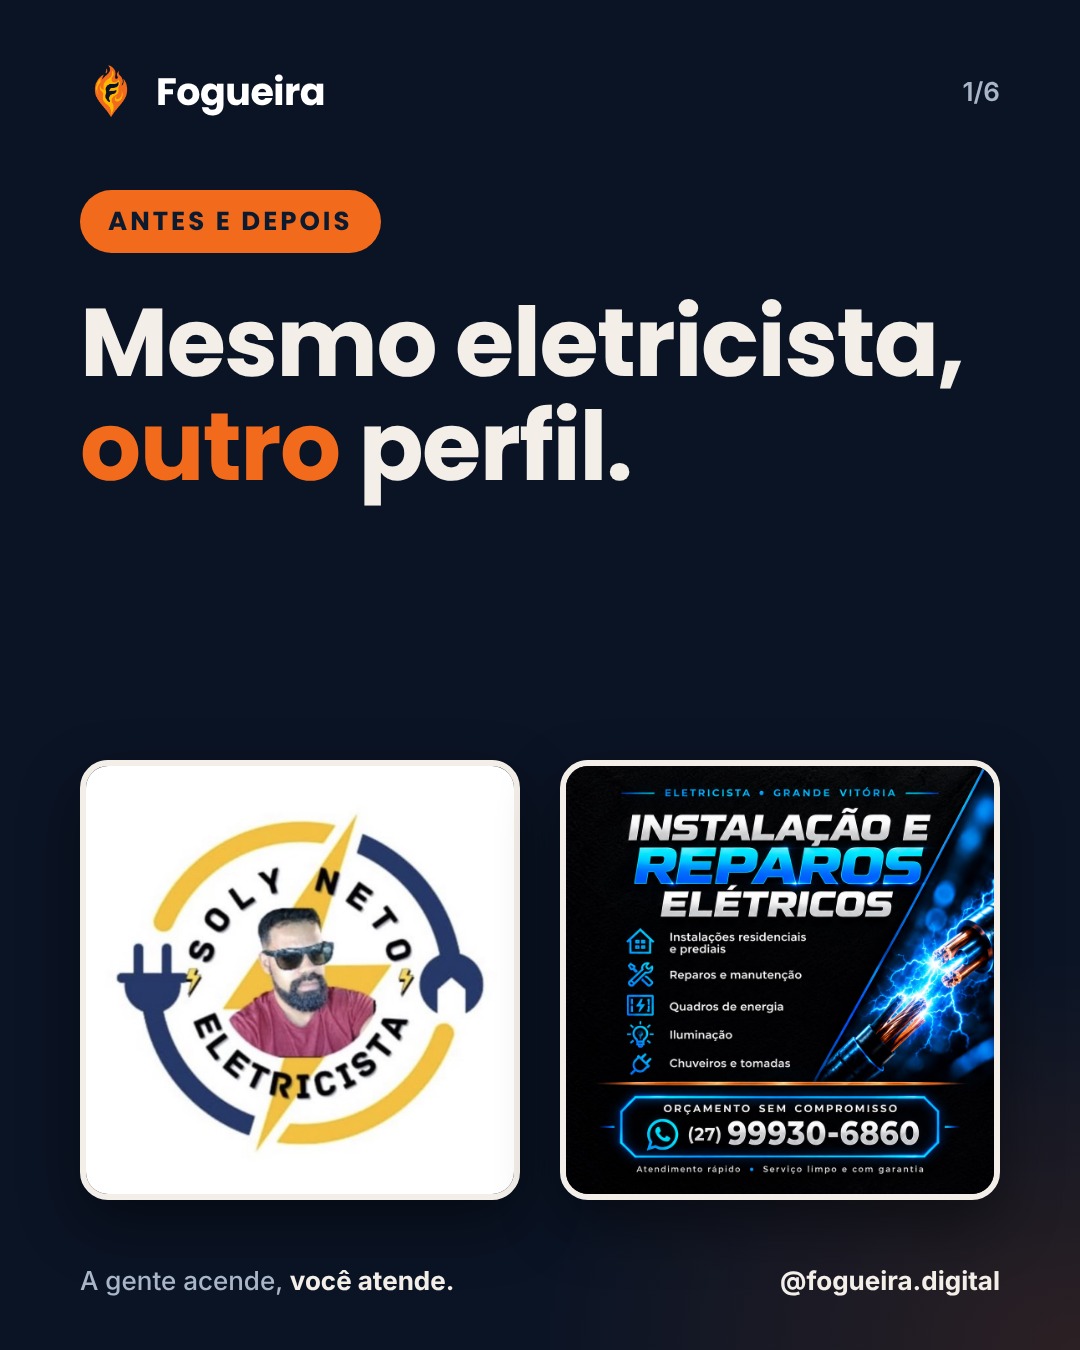 Fogueira
1/6
ANTES E DEPOIS
Mesmo eletricista,
outro perfil.
SOLY NETO
ELETRICISTA
ELETRICISTA • GRANDE VITÓRIA
INSTALAÇÃO E
REPAROS
ELÉTRICOS
Instalações residenciais
e prediais
Reparos e manutenção
Quadros de energia
Iluminação
Chuveiros e tomadas
ORÇAMENTO SEM COMPROMISSO
(27) 99930-6860
Atendimento rápido • Serviço limpo e com garantia
A gente acende, você atende.
@fogueira.digital